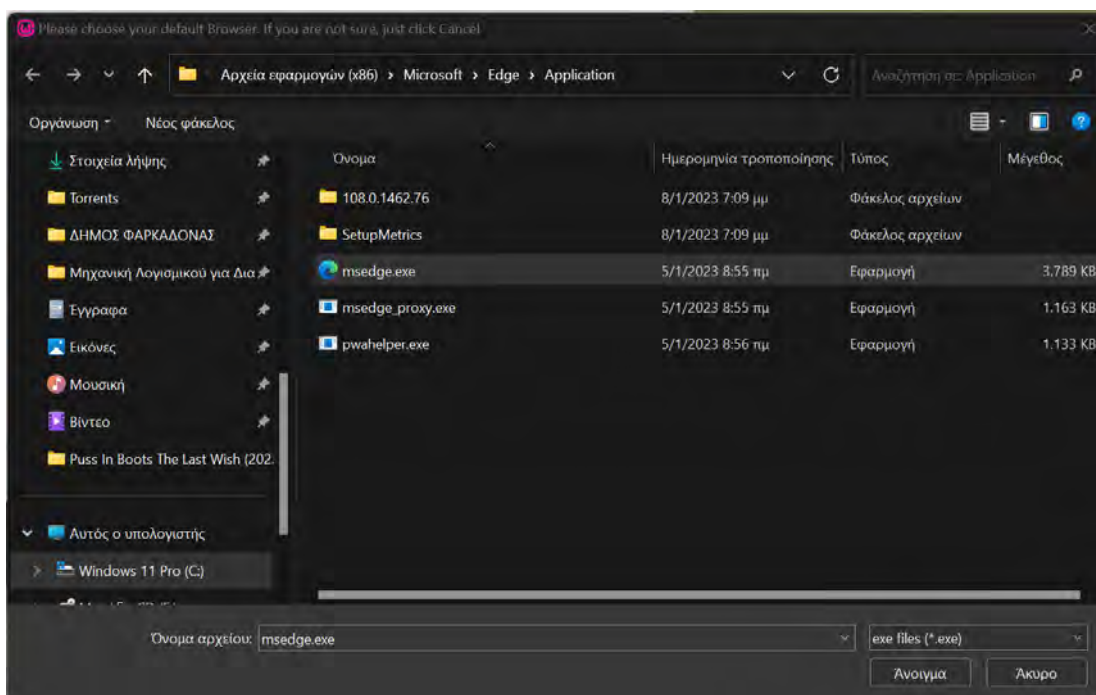 Please choose your default Browser. If you are not sure, just click Cancel
Αρχεία εφαρμογών (x86) › Microsoft › Edge › Application
Αναζήτηση σε: Application
Οργάνωση
Νέος φάκελος
Στοιχεία λήψης
Όνομα
Ημερομηνία τροποποίησης
Τύπος
Μέγεθος
Torrents
108.0.1462.76
8/1/2023 7:09 μμ
Φάκελος αρχείων
ΔΗΜΟΣ ΦΑΡΚΑΔΟΝΑΣ
SetupMetrics
8/1/2023 7:09 μμ
Φάκελος αρχείων
Μηχανική Λογισμικού για Δια
msedge.exe
5/1/2023 8:55 πμ
Εφαρμογή
3.789 KB
Έγγραφα
msedge_proxy.exe
5/1/2023 8:55 πμ
Εφαρμογή
1.163 KB
Εικόνες
pwahelper.exe
5/1/2023 8:56 πμ
Εφαρμογή
1.133 KB
Μουσική
Βίντεο
Puss In Boots The Last Wish (202
Αυτός ο υπολογιστής
Windows 11 Pro (C:)
Όνομα αρχείου:
msedge.exe
exe files (*.exe)
Άνοιγμα
Άκυρο